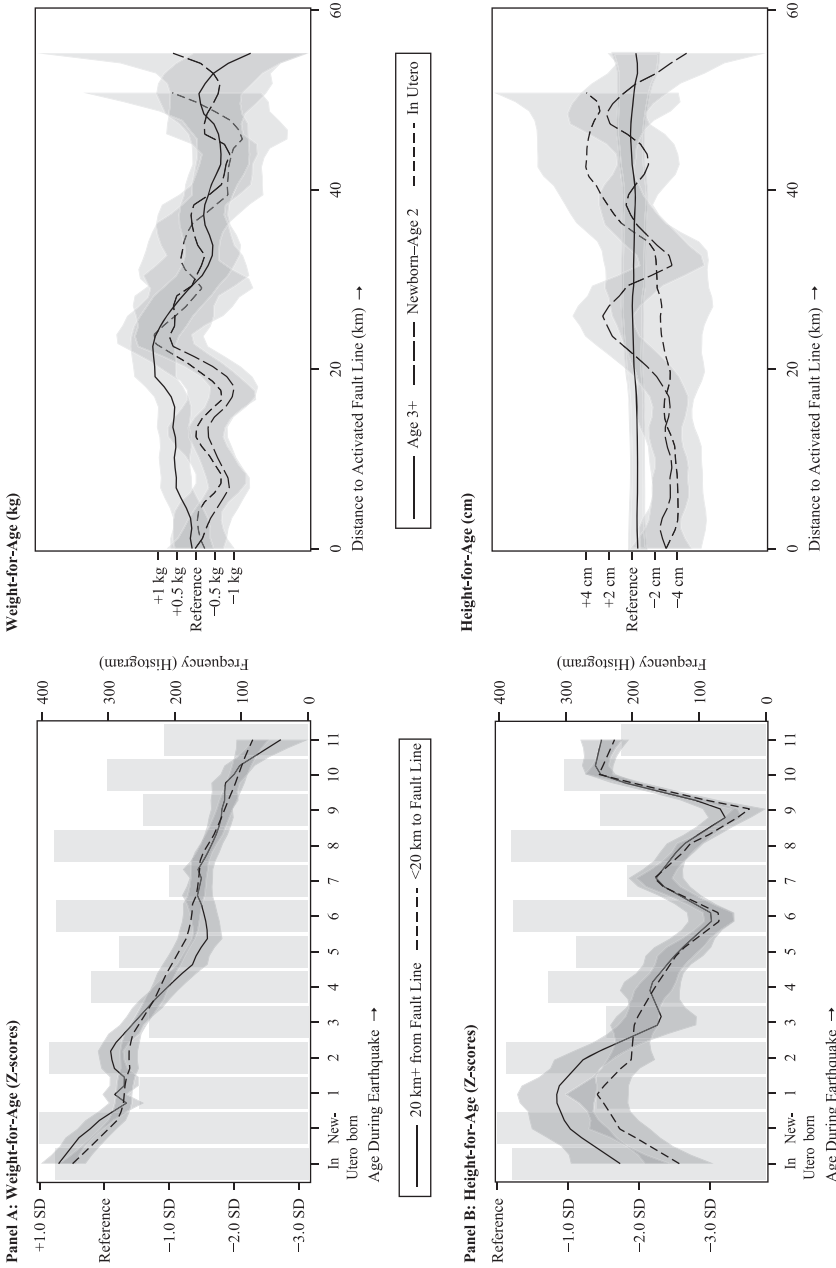 Panel A: Weight-for-Age (Z-scores)
+1.0 SD
Reference
−1.0 SD
−2.0 SD
−3.0 SD
400
300
200
100
0
Frequency (Histogram)
In Utero
New-born
1
2
3
4
5
6
7
8
9
10
11
Age During Earthquake →
Weight-for-Age (kg)
+1 kg
+0.5 kg
Reference
−0.5 kg
−1 kg
0
20
40
60
Distance to Activated Fault Line (km) →
20 km+ from Fault Line
<20 km to Fault Line
Age 3+
Newborn–Age 2
In Utero
Panel B: Height-for-Age (Z-scores)
Reference
−1.0 SD
−2.0 SD
−3.0 SD
400
300
200
100
0
Frequency (Histogram)
In Utero
New-born
1
2
3
4
5
6
7
8
9
10
11
Age During Earthquake →
Height-for-Age (cm)
+4 cm
+2 cm
Reference
−2 cm
−4 cm
0
20
40
60
Distance to Activated Fault Line (km) →